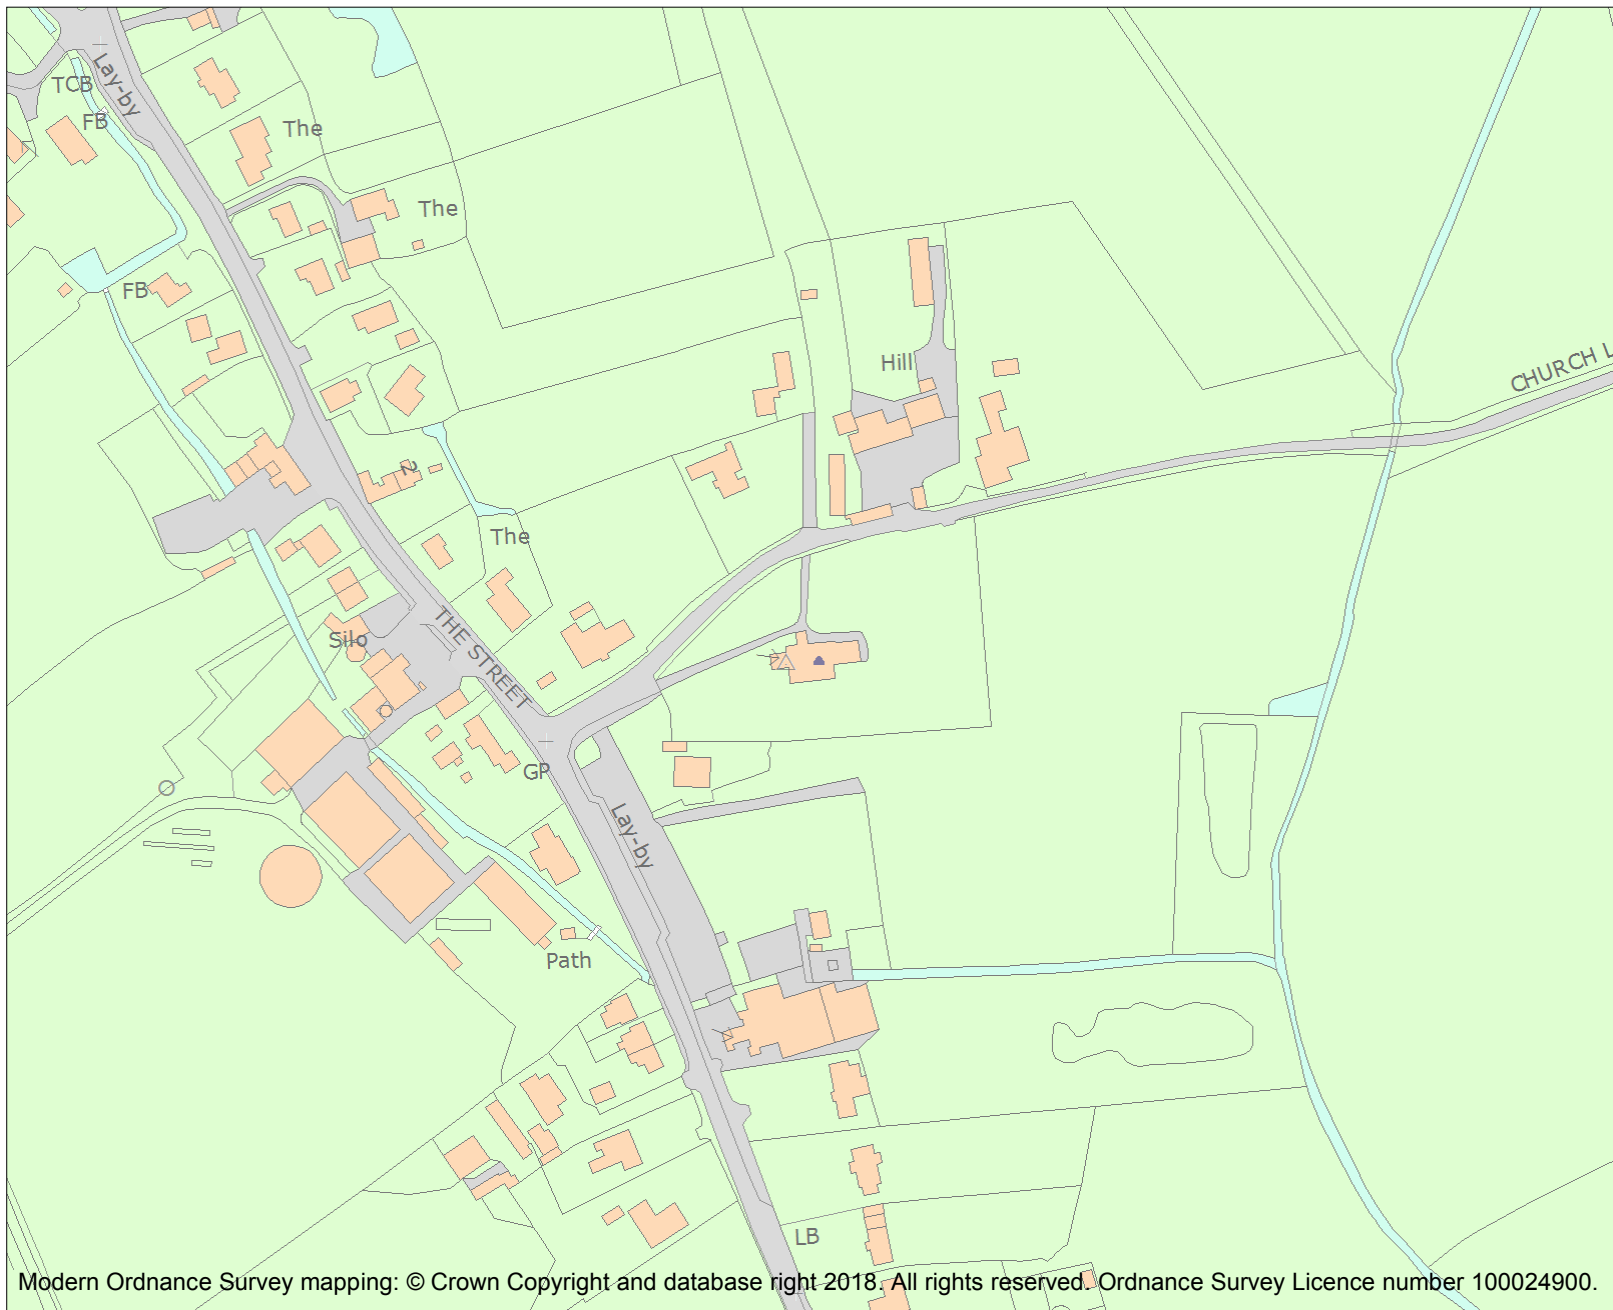 Lay-by
TCB
FB
The
The
FB
Hill
CHURCH L
2
The
THE STREET
Silo
GP
Lay-by
Path
LB
Modern Ordnance Survey mapping: © Crown Copyright and database right 2018. All rights reserved. Ordnance Survey Licence number 100024900.